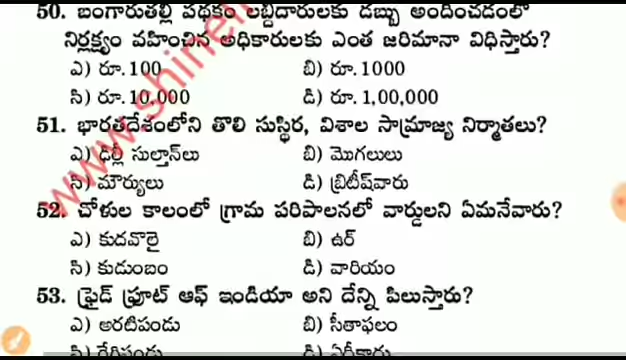 50. బంగారుతల్లి పథకం లబ్ధిదారులకు డబ్బు అందించడంలో
నిర్లక్ష్యం వహించిన అధికారులకు ఎంత జరిమానా విధిస్తారు?
ఎ) రూ. 100 బి) రూ. 1000
సి) రూ. 10,000 డి) రూ. 1,00,000
51. భారతదేశంలోని తొలి సుస్థిర, విశాల సామ్రాజ్య నిర్మాతలు?
ఎ) ఢిల్లీ సుల్తాన్‌లు బి) మొగలులు
సి) మౌర్యులు డి) బ్రిటీష్‌వారు
52. చోళుల కాలంలో గ్రామ పరిపాలనలో వార్డులని ఏమనేవారు?
ఎ) కుదవొలై బి) ఉర్
సి) కుడుంబం డి) వారియం
53. ఫ్రైడ్ ఫ్రూట్ ఆఫ్ ఇండియా అని దేన్ని పిలుస్తారు?
ఎ) అరటిపండు బి) సీతాఫలం
సి) రేగిపండు డి)